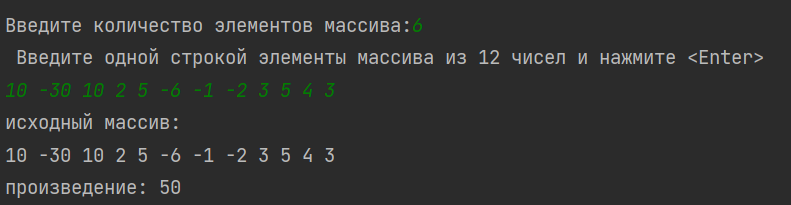 Введите количество элементов массива:6
Введите одной строкой элементы массива из 12 чисел и нажмите <Enter>
10 -30 10 2 5 -6 -1 -2 3 5 4 3
исходный массив:
10 -30 10 2 5 -6 -1 -2 3 5 4 3
произведение: 50